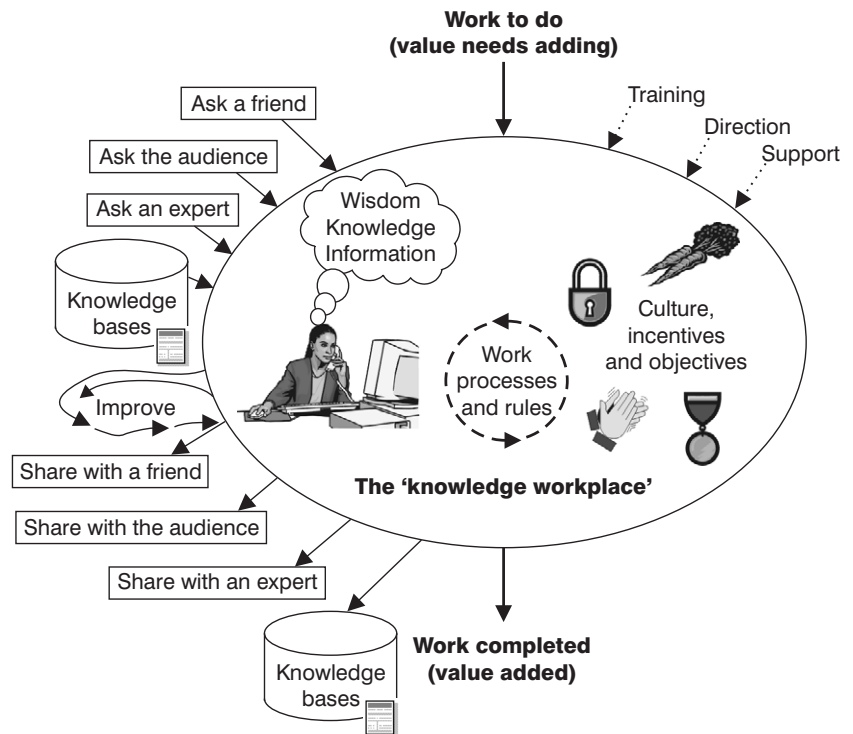 Work to do
(value needs adding)
Ask a friend
Training
Direction
Support
Ask the audience
Ask an expert
Wisdom
Knowledge
Information
Knowledge
bases
Culture,
incentives
and objectives
Work
processes
and rules
Improve
Share with a friend
The ‘knowledge workplace’
Share with the audience
Share with an expert
Work completed
(value added)
Knowledge
bases